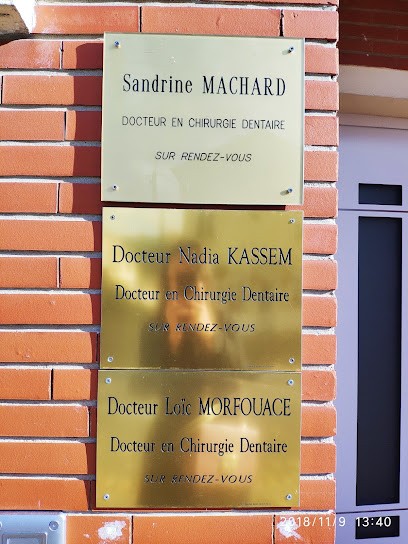 Sandrine MACHARD
DOCTEUR EN CHIRURGIE DENTAIRE
SUR RENDEZ-VOUS
Docteur Nadia KASSEM
Docteur en Chirurgie Dentaire
SUR RENDEZ-VOUS
Docteur Loïc MORFOUACE
Docteur en Chirurgie Dentaire
SUR RENDEZ-VOUS
2018/11/9 13:40